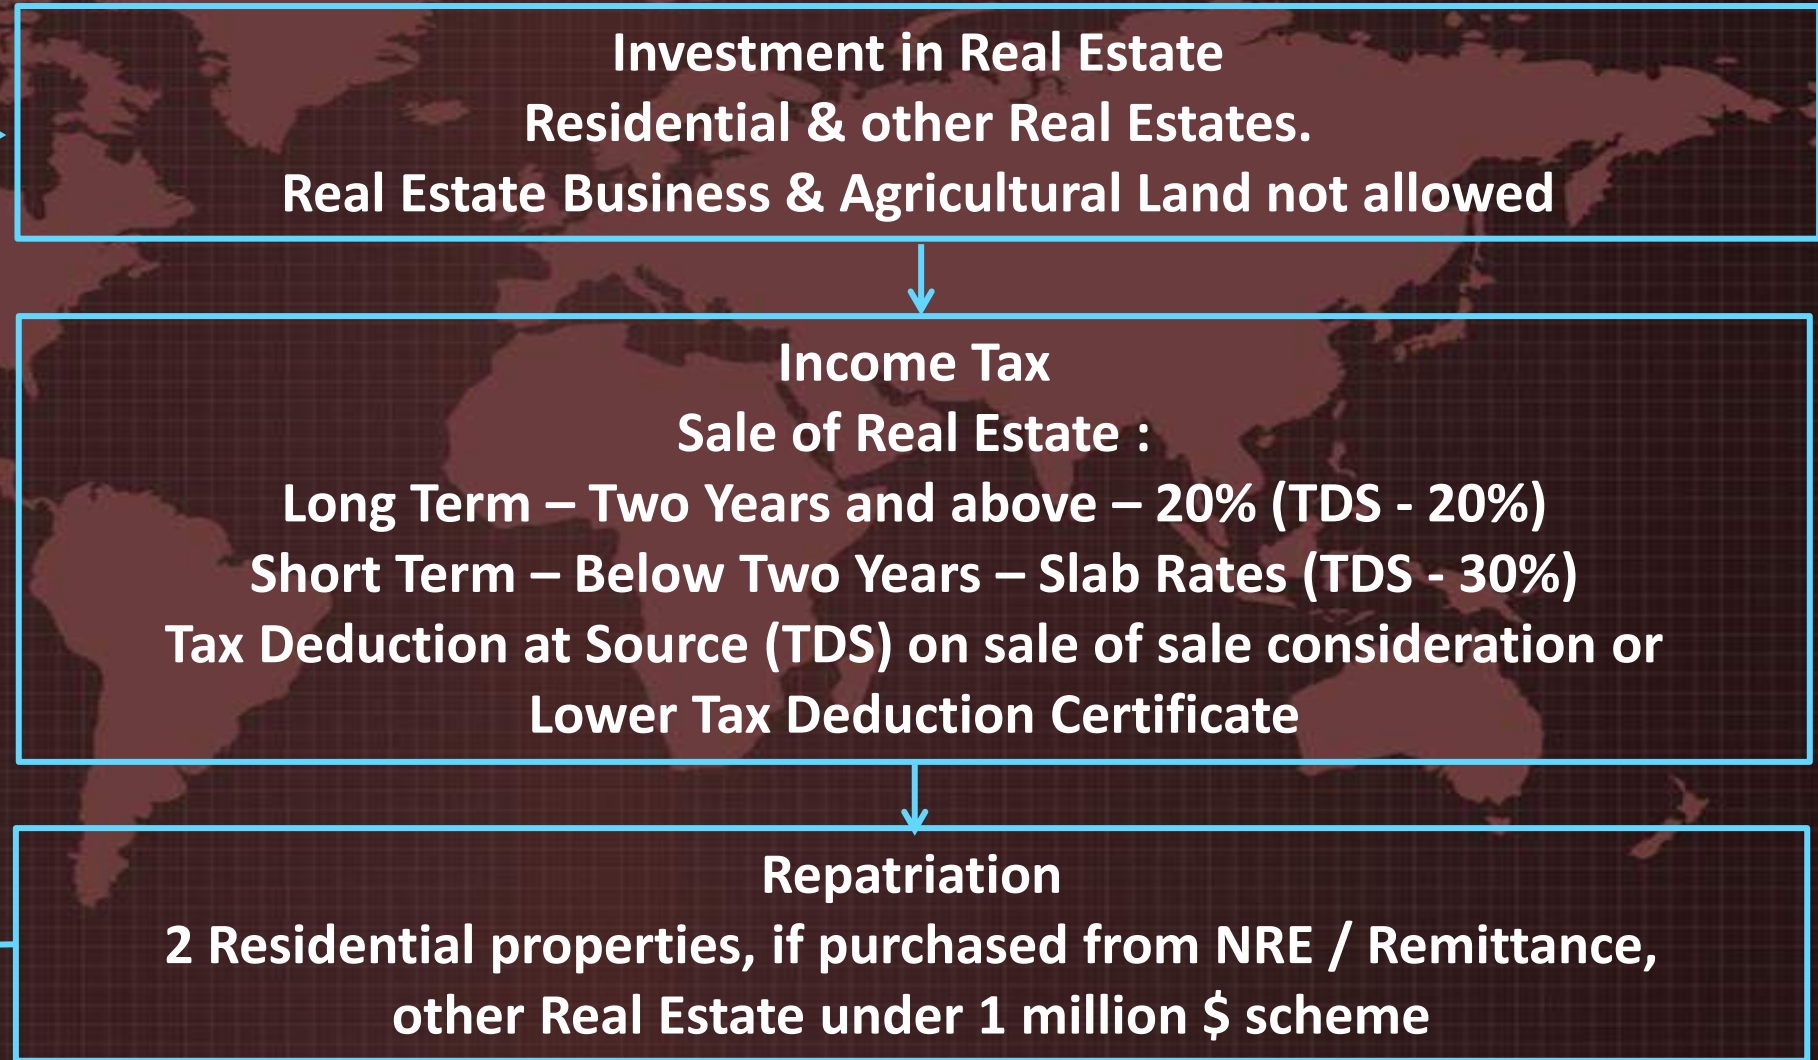 Investment in Real Estate
Residential & other Real Estates.
Real Estate Business & Agricultural Land not allowed
Income Tax
Sale of Real Estate :
Long Term – Two Years and above – 20% (TDS - 20%)
Short Term – Below Two Years – Slab Rates (TDS - 30%)
Tax Deduction at Source (TDS) on sale of sale consideration or
Lower Tax Deduction Certificate
Repatriation
2 Residential properties, if purchased from NRE / Remittance,
other Real Estate under 1 million $ scheme